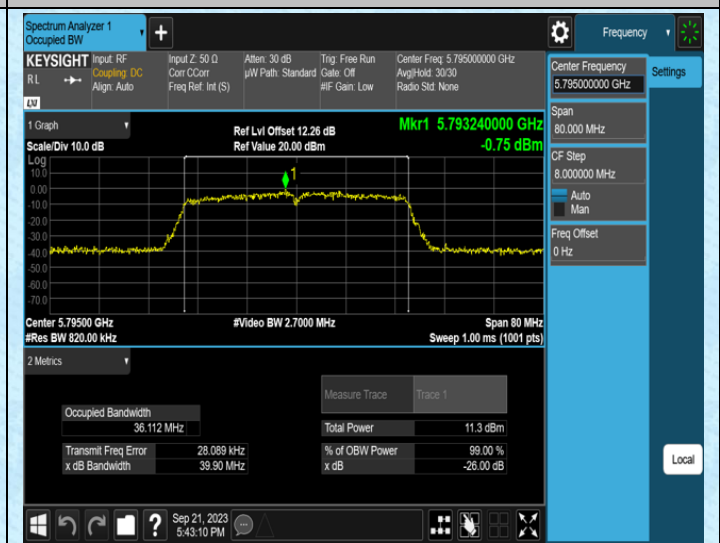 Spectrum Analyzer 1
Occupied BW
+
Frequency
KEYSIGHT
R L
LXI
Input: RF
Coupling: DC
Align: Auto
Input Z: 50 Ω
Corr CCorr
Freq Ref: Int (S)
Atten: 30 dB
µW Path: Standard
Trig: Free Run
Gate: Off
#IF Gain: Low
Center Freq: 5.795000000 GHz
Avg|Hold: 30/30
Radio Std: None
Center Frequency
5.795000000 GHz
Settings
Span
80.000 MHz
CF Step
8.000000 MHz
Auto
Man
Freq Offset
0 Hz
1 Graph
Scale/Div 10.0 dB
Ref Lvl Offset 12.26 dB
Ref Value 20.00 dBm
Mkr1 5.793240000 GHz
-0.75 dBm
Log
10.0
0.00
-10.0
-20.0
-30.0
-40.0
-50.0
-60.0
-70.0
1
Center 5.79500 GHz
#Video BW 2.7000 MHz
Span 80 MHz
#Res BW 820.00 kHz
Sweep 1.00 ms (1001 pts)
2 Metrics
Measure Trace
Trace 1
Occupied Bandwidth
36.112 MHz
Total Power
11.3 dBm
Transmit Freq Error
28.089 kHz
% of OBW Power
99.00 %
x dB Bandwidth
39.90 MHz
x dB
-26.00 dB
Local
?
Sep 21, 2023
5:43:10 PM